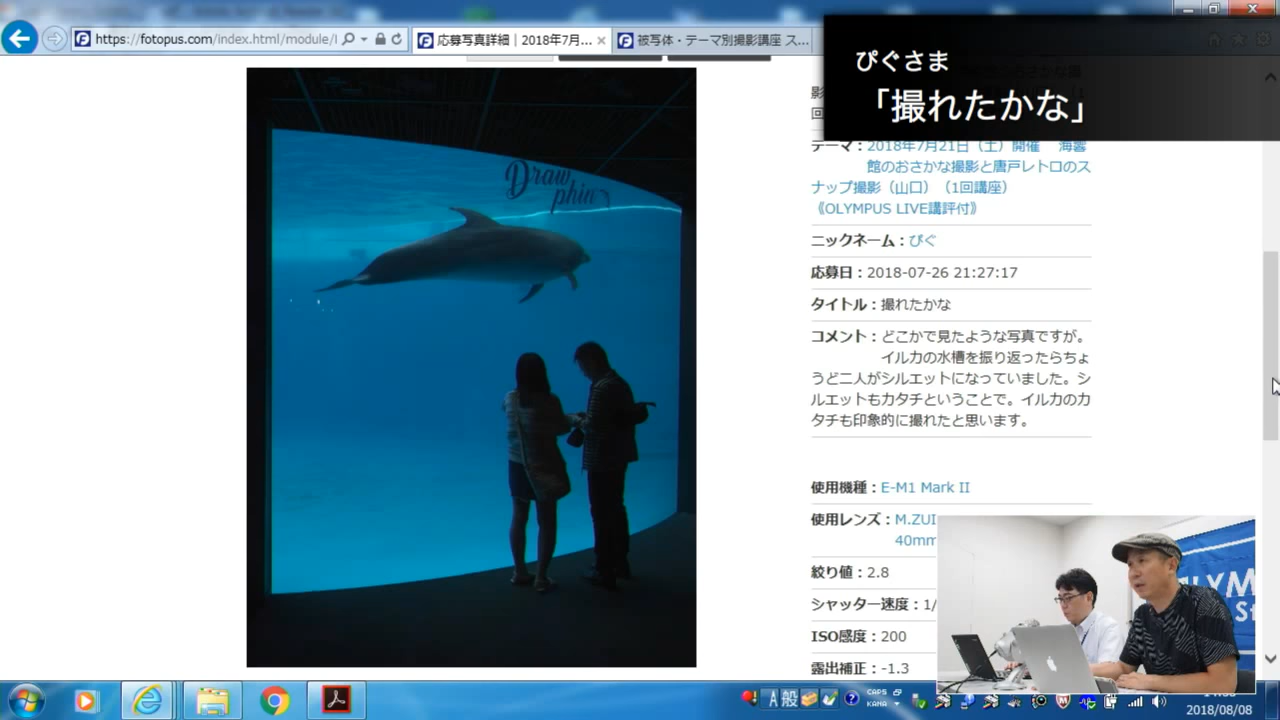 https://fotopus.com/index.html/module/
応募写真詳細 | 2018年7月...
被写体・テーマ別撮影講座 ス...
ぴぐさま
「撮れたかな」
影
回
テーマ：2018年7月21日（土）開催　海響
館のおさかな撮影と唐戸レトロのス
ナップ撮影（山口）（1回講座）
《OLYMPUS LIVE講評付》
Draw
phin
ニックネーム：ぴぐ
応募日：2018-07-26 21:27:17
タイトル：撮れたかな
コメント：どこかで見たような写真ですが。
イルカの水槽を振り返ったらちょ
うど二人がシルエットになっていました。シ
ルエットもカタチということで。イルカのカ
タチも印象的に撮れたと思います。
使用機種：E-M1 Mark II
使用レンズ：M.ZUI
40mm
絞り値：2.8
シャッター速度：1/
ISO感度：200
露出補正：-1.3
LYM
St
A 般
CAPS
KANA
2018/08/08